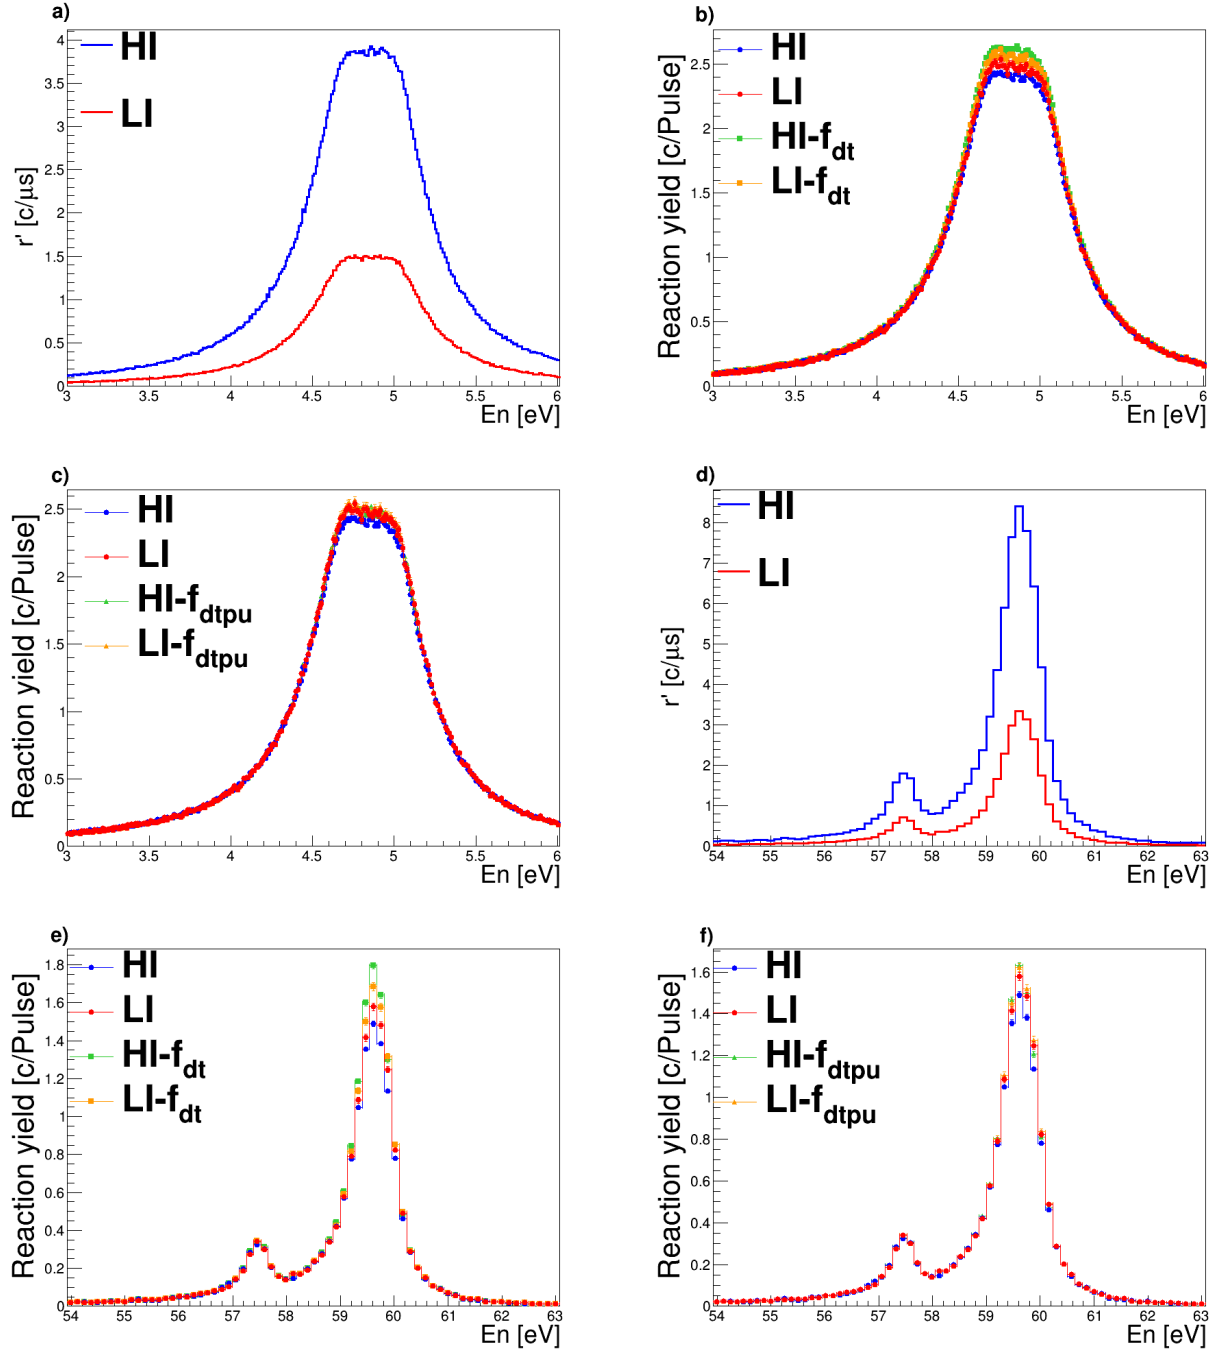 a)
HI
LI
r' [c/μs]
4
3.5
3
2.5
2
1.5
1
0.5
0
3
3.5
4
4.5
5
5.5
6
En [eV]
b)
HI
LI
HI-fdt
LI-fdt
Reaction yield [c/Pulse]
2.5
2
1.5
1
0.5
0
3
3.5
4
4.5
5
5.5
6
En [eV]
c)
HI
LI
HI-fdtpu
LI-fdtpu
Reaction yield [c/Pulse]
2.5
2
1.5
1
0.5
0
3
3.5
4
4.5
5
5.5
6
En [eV]
d)
HI
LI
r' [c/μs]
8
7
6
5
4
3
2
1
0
54
55
56
57
58
59
60
61
62
63
En [eV]
e)
HI
LI
HI-fdt
LI-fdt
Reaction yield [c/Pulse]
1.8
1.6
1.4
1.2
1
0.8
0.6
0.4
0.2
0
54
55
56
57
58
59
60
61
62
63
En [eV]
f)
HI
LI
HI-fdtpu
LI-fdtpu
Reaction yield [c/Pulse]
1.6
1.4
1.2
1
0.8
0.6
0.4
0.2
0
54
55
56
57
58
59
60
61
62
63
En [eV]